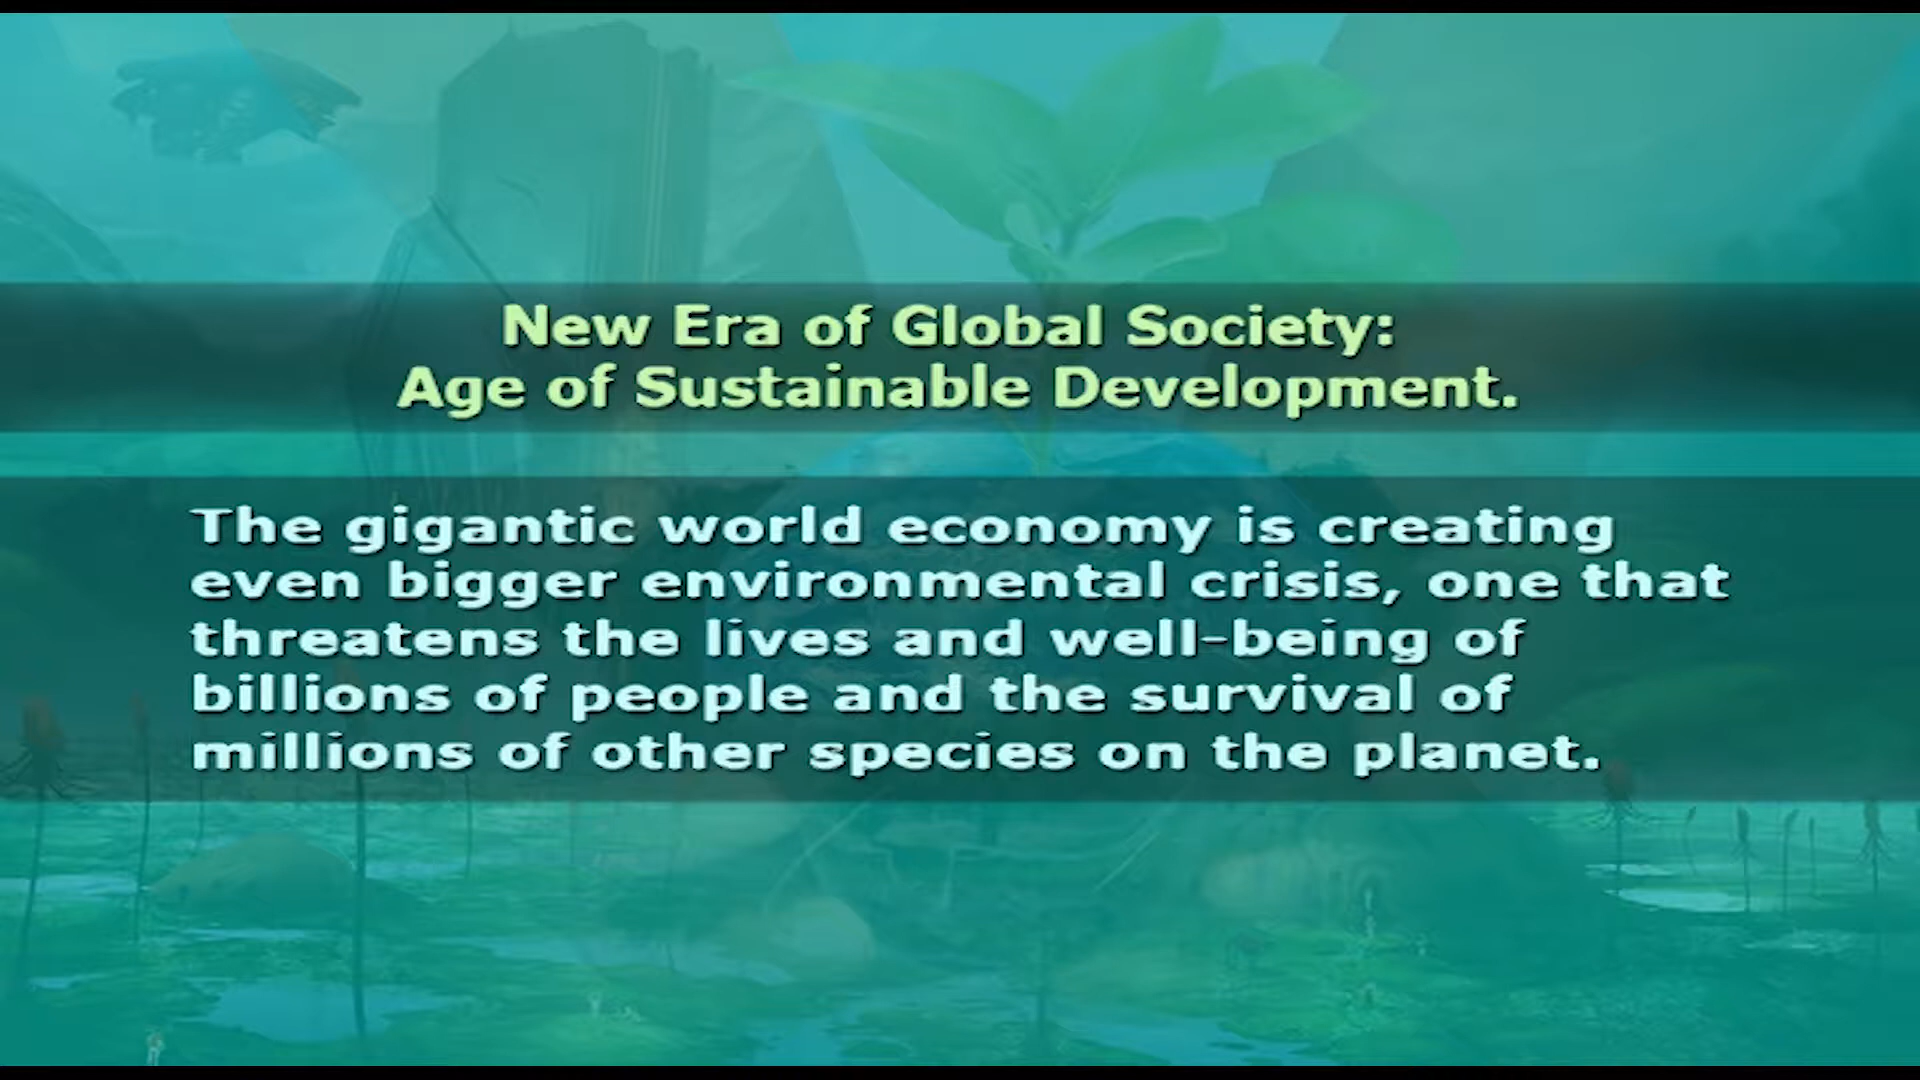 New Era of Global Society:
Age of Sustainable Development.
The gigantic world economy is creating
even bigger environmental crisis, one that
threatens the lives and well-being of
billions of people and the survival of
millions of other species on the planet.